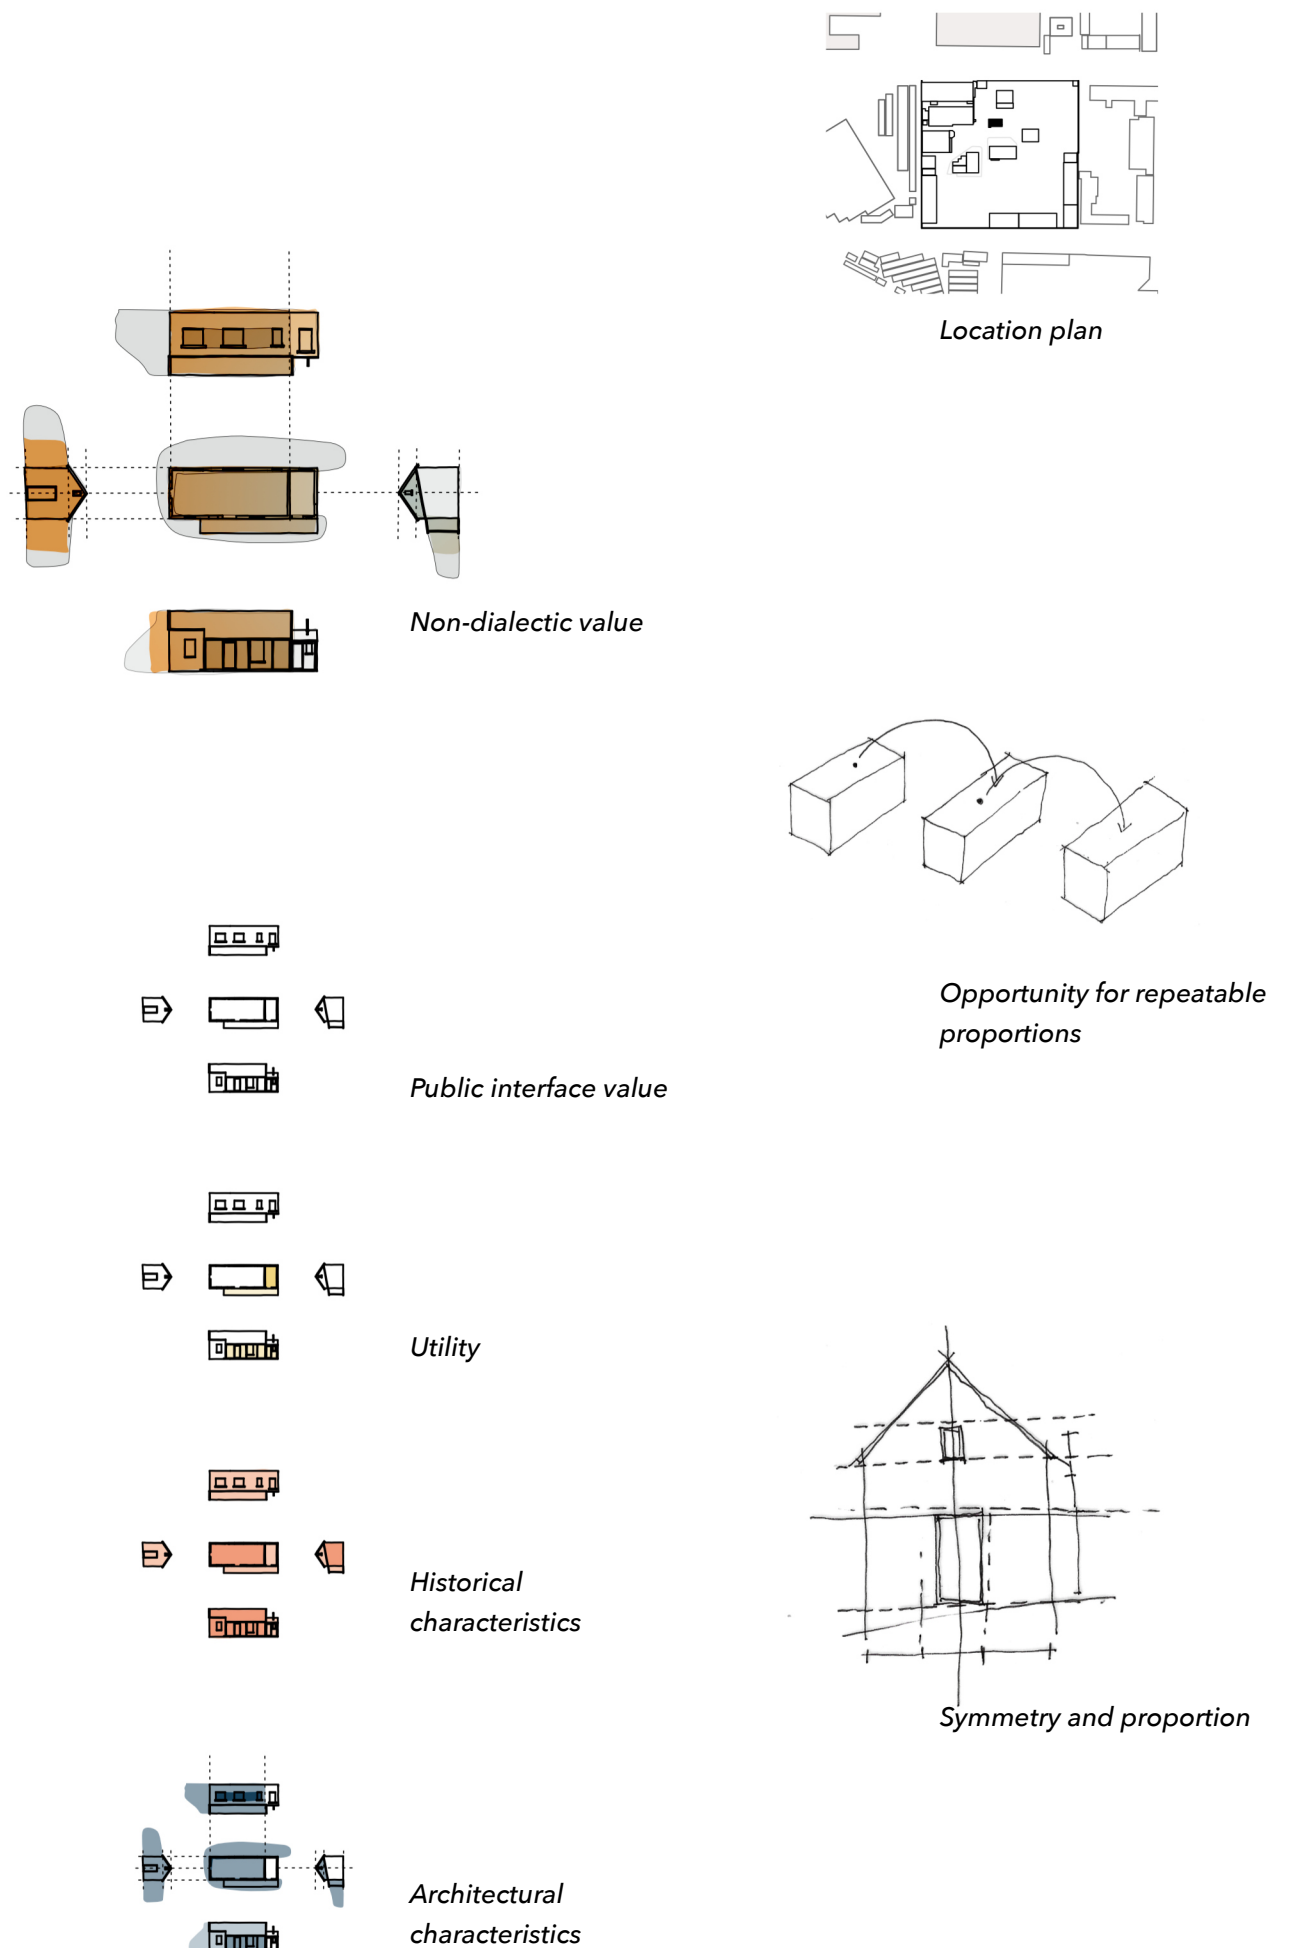 Location plan
Non-dialectic value
Opportunity for repeatable
proportions
Public interface value
Utility
Historical
characteristics
Symmetry and proportion
Architectural
characteristics